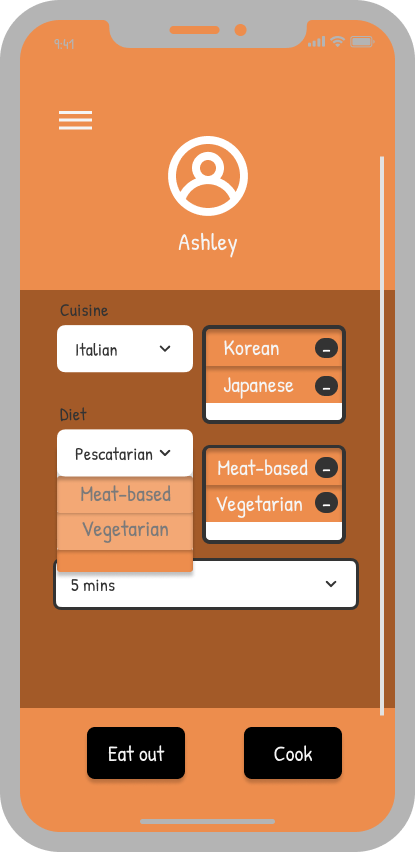 9:41
Ashley
Cuisine
Italian
Korean -
Japanese -
Diet
Pescatarian
Meat-based
Vegetarian
Meat-based -
Vegetarian -
5 mins
Eat out
Cook